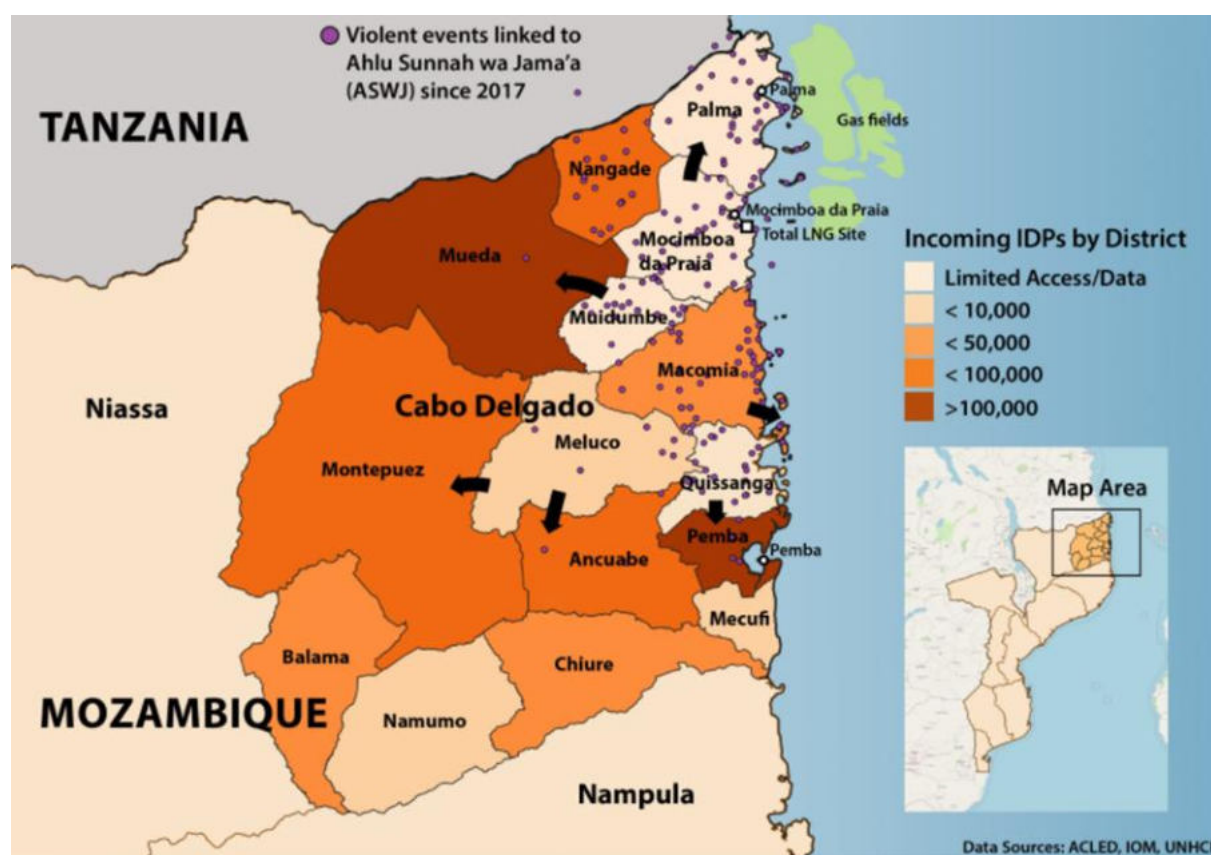 Violent events linked to
Ahlu Sunnah wa Jama'a
(ASWJ) since 2017
TANZANIA
Palma
Palma
Gas fields
Nangade
Mocimboa da Praia
Total LNG Site
Mueda
Mocimboa
da Praia
Muidumbe
Macomia
Niassa
Cabo Delgado
Meluco
Montepuez
Quissanga
Pemba
Pemba
Ancuabe
Mecufi
Balama
Chiure
MOZAMBIQUE
Namumo
Nampula
Incoming IDPs by District
Limited Access/Data
< 10,000
< 50,000
< 100,000
>100,000
Map Area
Data Sources: ACLED, IOM, UNHC